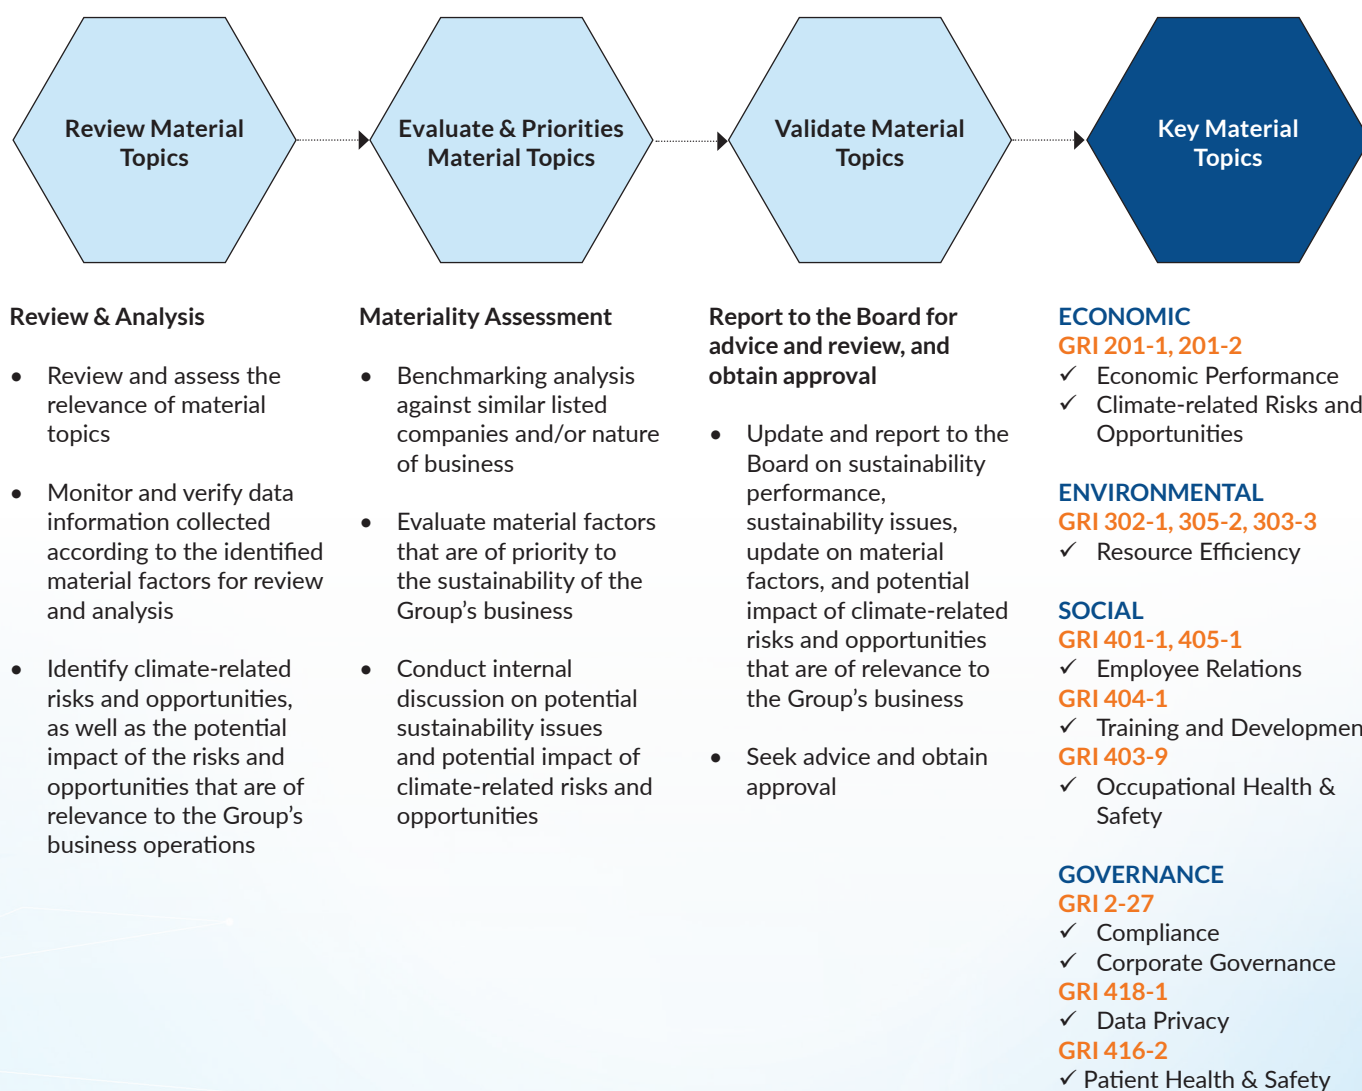 Review Material
Topics
Evaluate & Priorities
Material Topics
Validate Material
Topics
Key Material
Topics
Review & Analysis
• Review and assess the
relevance of material
topics
• Monitor and verify data
information collected
according to the identified
material factors for review
and analysis
• Identify climate-related
risks and opportunities,
as well as the potential
impact of the risks and
opportunities that are of
relevance to the Group’s
business operations
Materiality Assessment
• Benchmarking analysis
against similar listed
companies and/or nature
of business
• Evaluate material factors
that are of priority to
the sustainability of the
Group’s business
• Conduct internal
discussion on potential
sustainability issues
and potential impact of
climate-related risks and
opportunities
Report to the Board for
advice and review, and
obtain approval
• Update and report to the
Board on sustainability
performance,
sustainability issues,
update on material
factors, and potential
impact of climate-related
risks and opportunities
that are of relevance to
the Group’s business
• Seek advice and obtain
approval
ECONOMIC
GRI 201-1, 201-2
✓ Economic Performance
✓ Climate-related Risks and
Opportunities
ENVIRONMENTAL
GRI 302-1, 305-2, 303-3
✓ Resource Efficiency
SOCIAL
GRI 401-1, 405-1
✓ Employee Relations
GRI 404-1
✓ Training and Developmen
GRI 403-9
✓ Occupational Health &
Safety
GOVERNANCE
GRI 2-27
✓ Compliance
✓ Corporate Governance
GRI 418-1
✓ Data Privacy
GRI 416-2
✓ Patient Health & Safety